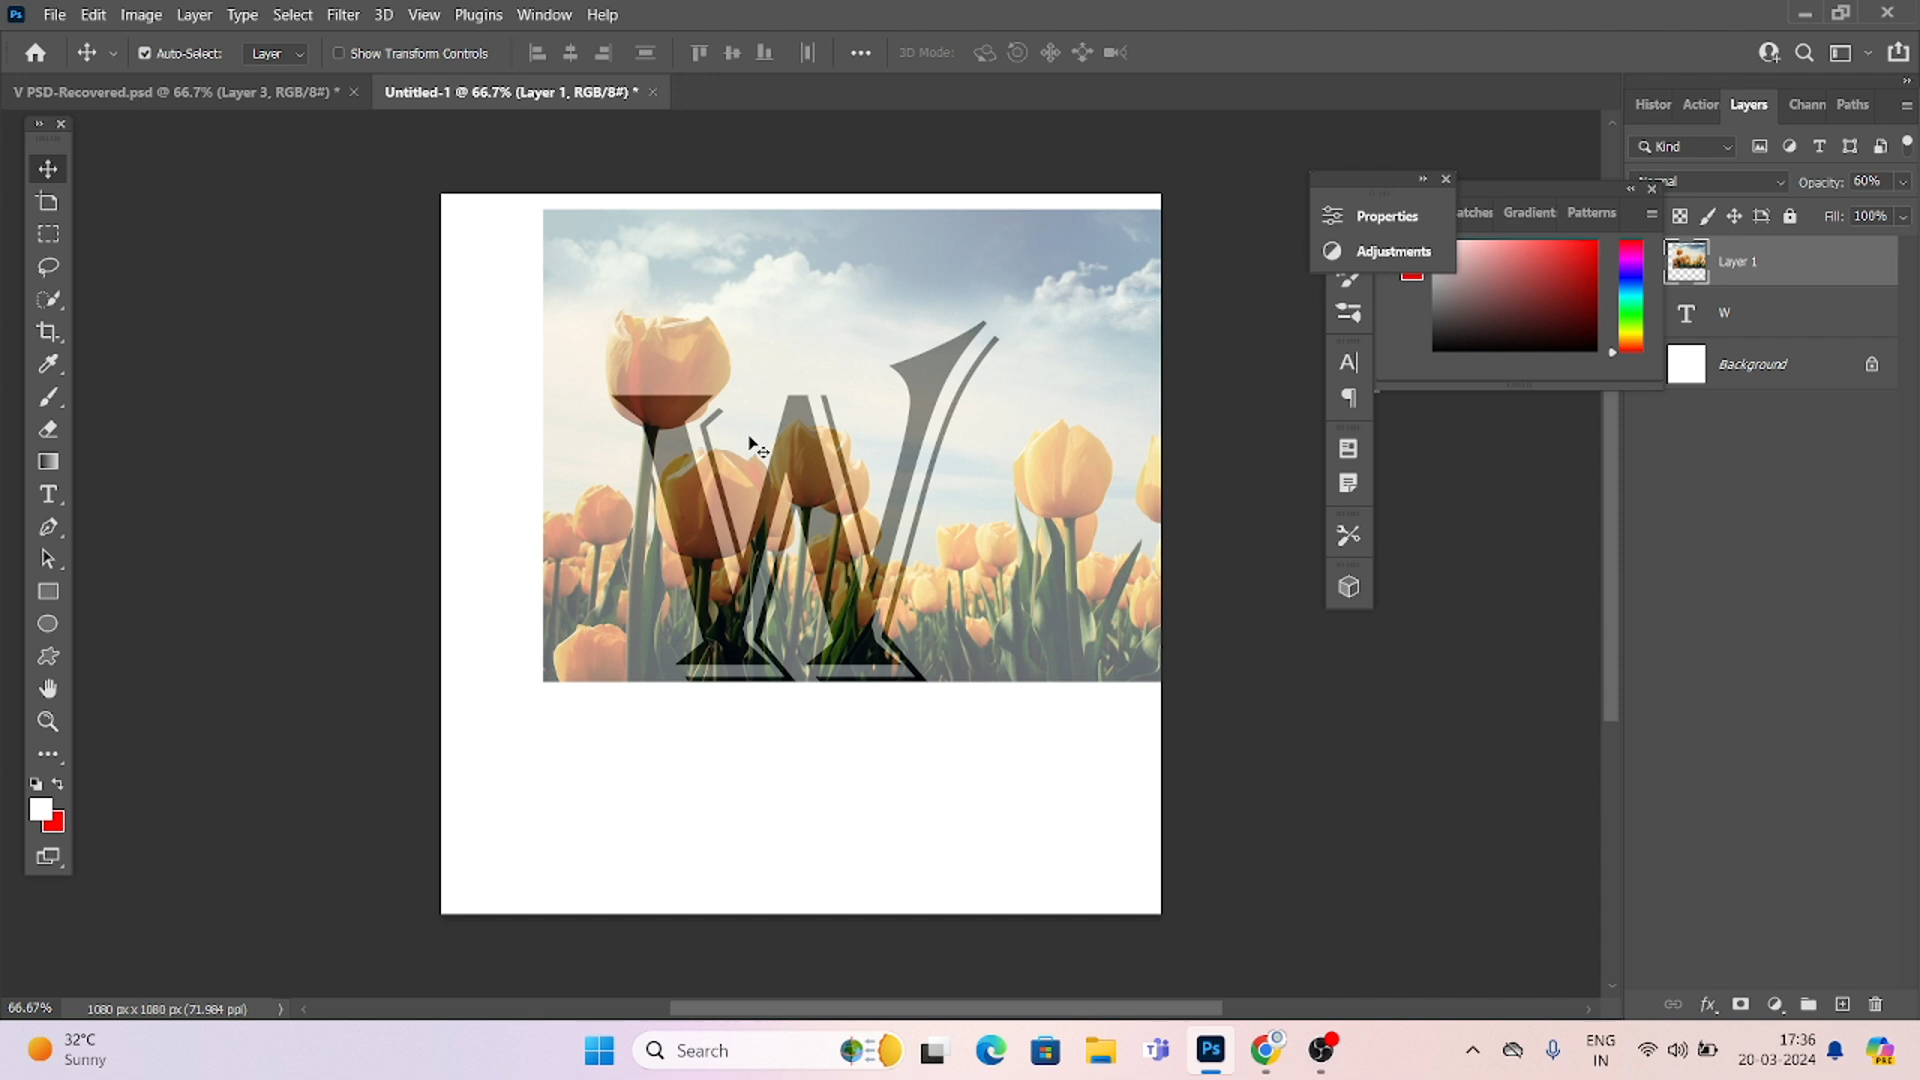 Ps File Edit Image Layer Type Select Filter 3D View Plugins Window Help
Auto-Select: Layer Show Transform Controls 3D Mode:
V PSD-Recovered.psd @ 66.7% (Layer 3, RGB/8#) * Untitled-1 @ 66.7% (Layer 1, RGB/8#) *
Histor Action Layers Chann Paths
Kind
Opacity: 60%
Fill: 100%
Properties
Adjustments
atches Gradient Patterns
Layer 1
W
Background
W
66.67% 1080 px x 1080 px (71.984 ppi)
32°C
Sunny
Search
Ps
ENG
IN
17:36
20-03-2024
PRE